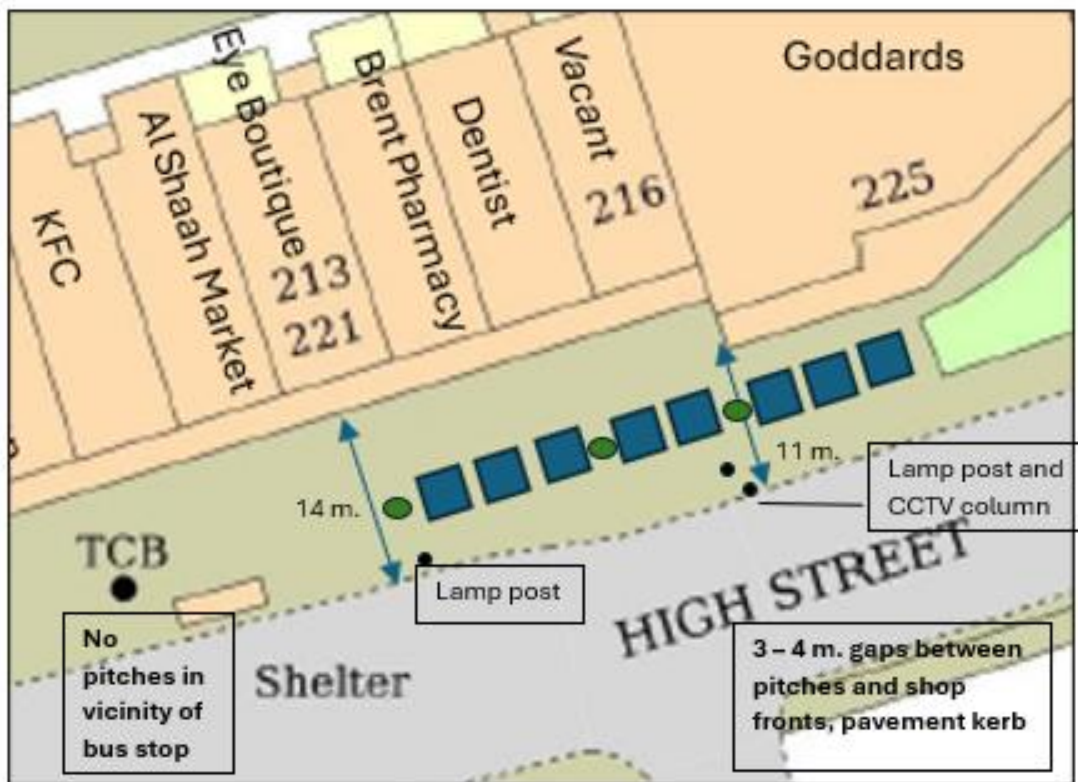 Goddards
Eye Boutique
Brent Pharmacy
Vacant
Dentist
Al Shaah Market
KFC
225
216
213
221
14 m.
11 m.
Lamp post and
CCTV column
TCB
Lamp post
HIGH STREET
Shelter
No
pitches in
vicinity of
bus stop
3 – 4 m. gaps between
pitches and shop
fronts, pavement kerb